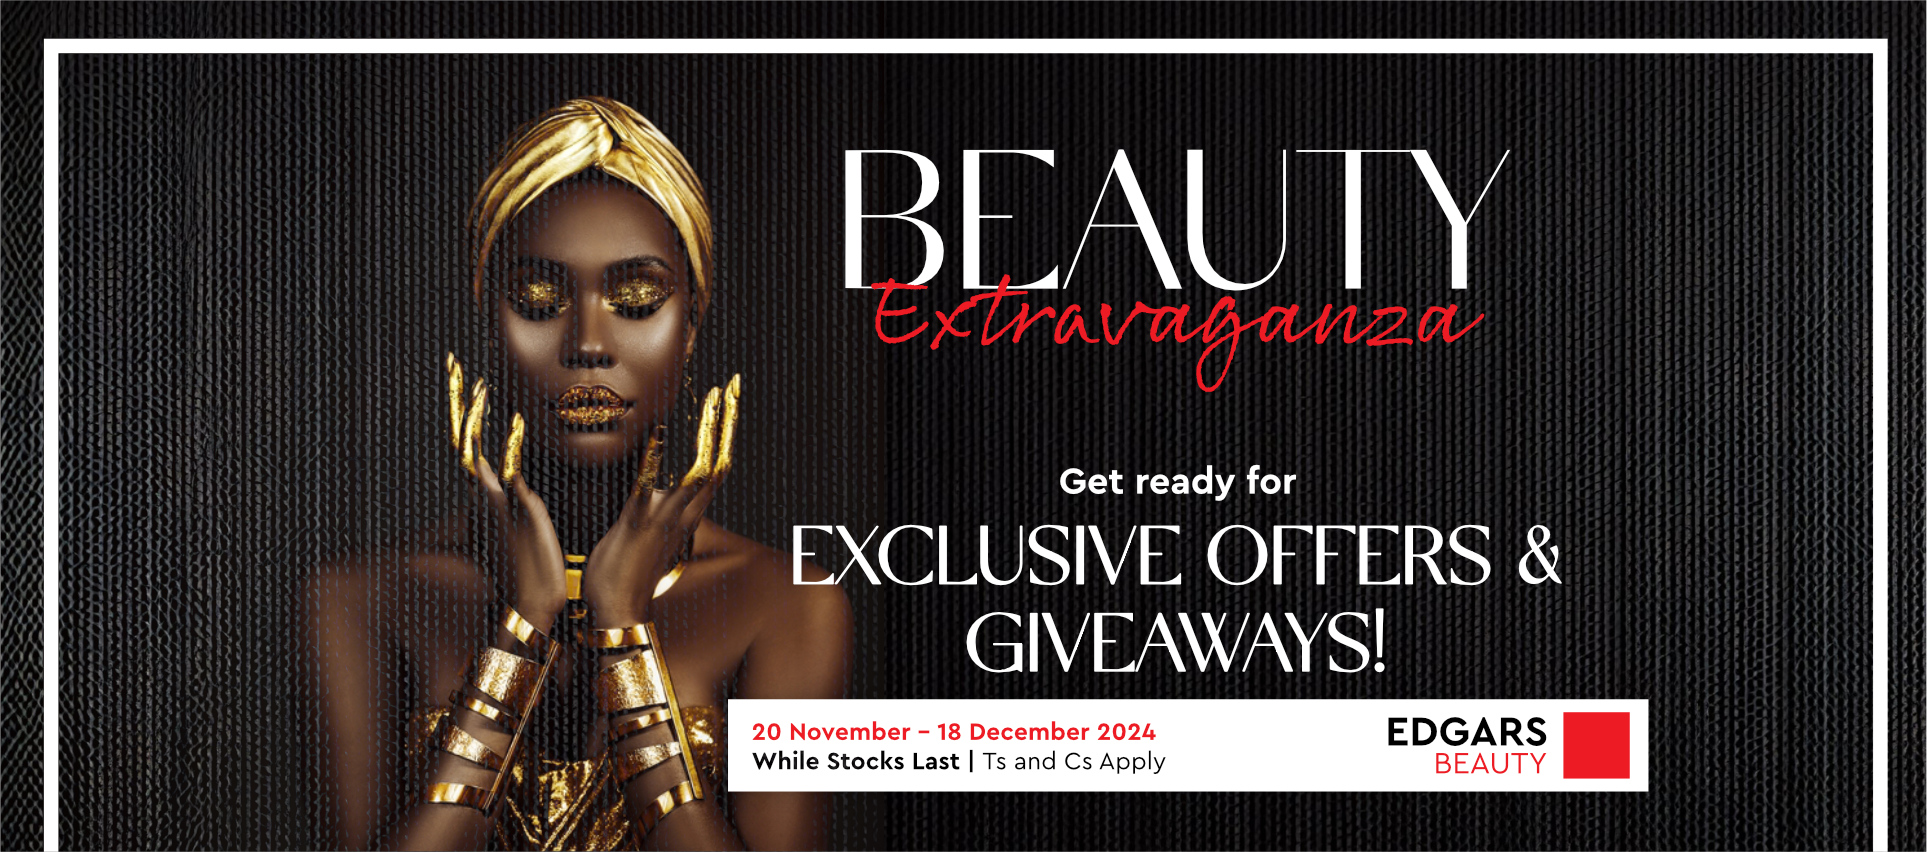 BEAUTY
Extravaganza
Get ready for
EXCLUSIVE OFFERS &
GIVEAWAYS!
20 November – 18 December 2024
While Stocks Last | Ts and Cs Apply
EDGARS
BEAUTY